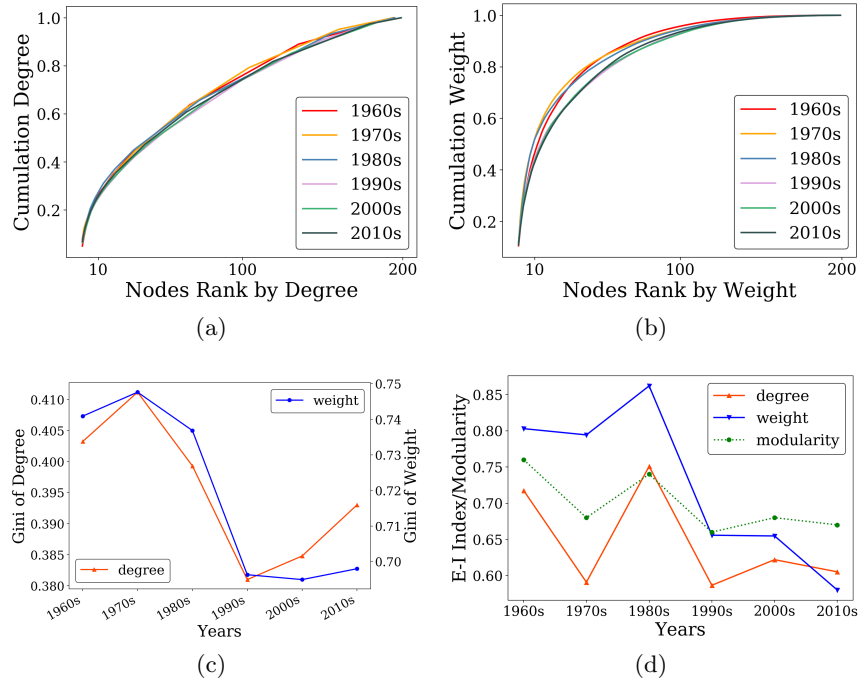 Cumulation Degree
1.0
0.8
0.6
0.4
0.2
1960s
1970s
1980s
1990s
2000s
2010s
10
100
200
Nodes Rank by Degree
(a)
Cumulation Weight
1.0
0.8
0.6
0.4
0.2
1960s
1970s
1980s
1990s
2000s
2010s
10
100
200
Nodes Rank by Weight
(b)
Gini of Degree
0.410
0.405
0.400
0.395
0.390
0.385
0.380
weight
degree
0.75
0.74
0.73
0.72
0.71
0.70
Gini of Weight
1960s
1970s
1980s
1990s
2000s
2010s
Years
(c)
E-I Index/Modularity
0.85
0.80
0.75
0.70
0.65
0.60
degree
weight
modularity
1960s
1970s
1980s
1990s
2000s
2010s
Years
(d)